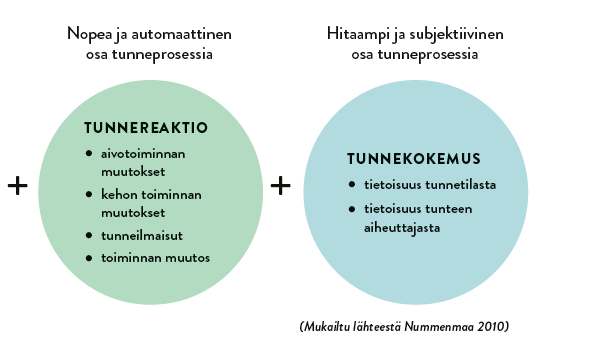 Nopea ja automaattinen
osa tunneprosessia
+
TUNNEREAKTIO
• aivotoiminnan
muutokset
• kehon toiminnan
muutokset
• tunneilmaisut
• toiminnan muutos
Hitaampi ja subjektiivinen
osa tunneprosessia
+
TUNNEKOKEMUS
• tietoisuus tunnetilasta
• tietoisuus tunteen
aiheuttajasta
(Mukailtu lähteestä Nummenmaa 2010)